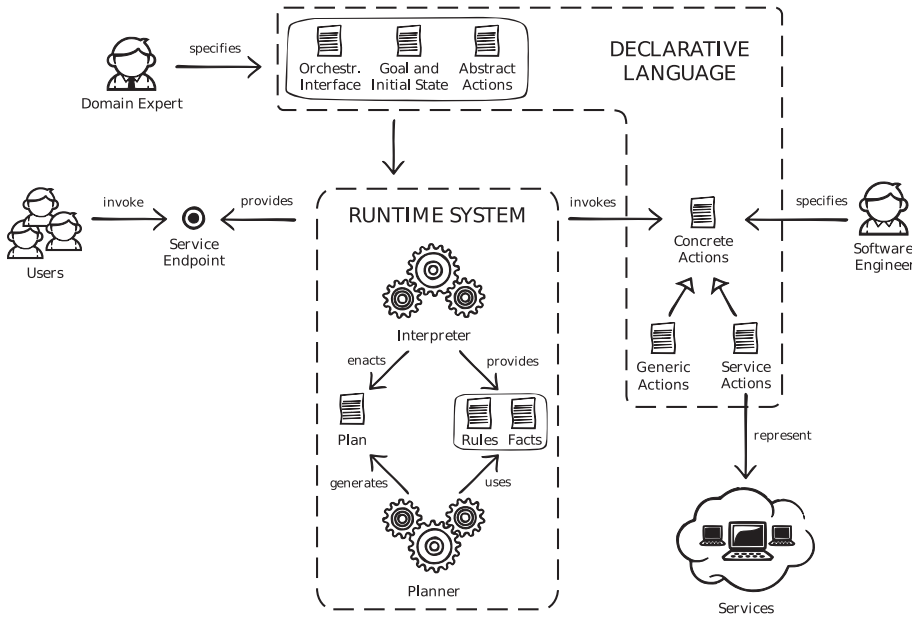 specifies
DECLARATIVE
LANGUAGE
Domain Expert
Orchestr.
Interface
Goal and
Initial State
Abstract
Actions
Users
invoke
Service
Endpoint
provides
RUNTIME SYSTEM
invokes
Concrete
Actions
specifies
Software
Engineer
Interpreter
enacts
provides
Generic
Actions
Service
Actions
Plan
Rules
Facts
represent
generates
uses
Planner
Services